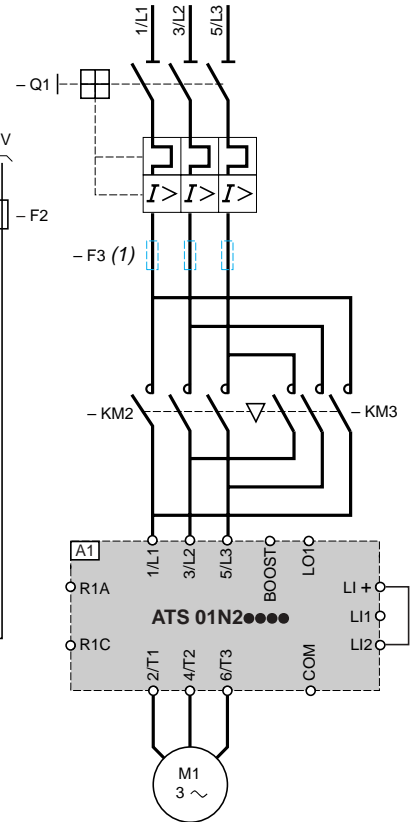 1/L1
3/L2
5/L3
– Q1
V
I>
I>
I>
– F2
– F3 (1)
– KM2
– KM3
A1
1/L1
3/L2
5/L3
BOOST
LO1
R1A
LI +
LI1
ATS 01N2●●●●
R1C
LI2
2/T1
4/T2
6/T3
COM
M1
3 ~